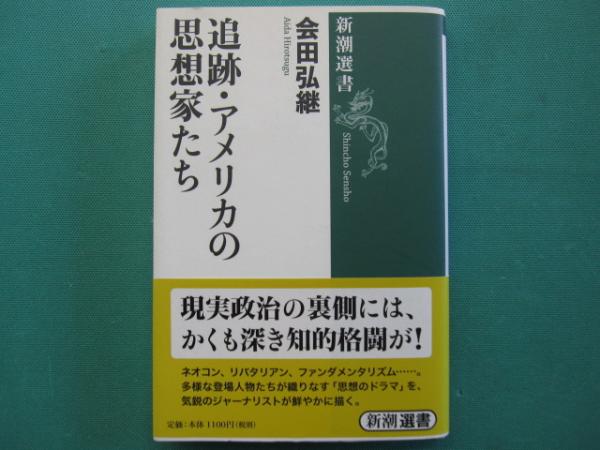 新潮選書
Shincho Sensho
会田弘継
Aida Hirotsugu
追跡・アメリカの
思想家たち
現実政治の裏側には、
かくも深き知的格闘が!
ネオコン、リバタリアン、ファンダメンタリズム……。
多様な登場人物たちが織りなす「思想のドラマ」を、
気鋭のジャーナリストが鮮やかに描く。
定価:本体1100円(税別)
新潮選書